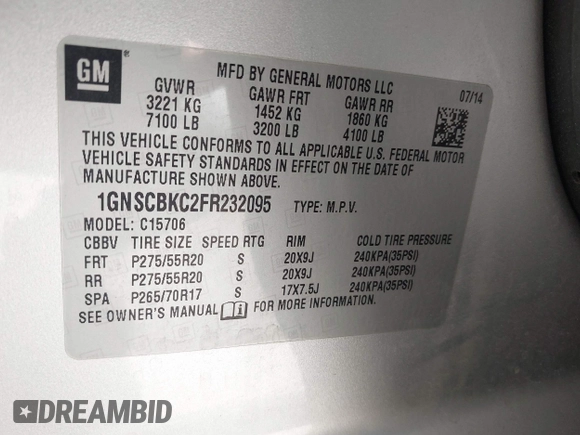 GM
MFD BY GENERAL MOTORS LLC
07/14
GVWR GAWR FRT GAWR RR
3221 KG 1452 KG 1860 KG
7100 LB 3200 LB 4100 LB
THIS VEHICLE CONFORMS TO ALL APPLICABLE U.S. FEDERAL MOTOR
VEHICLE SAFETY STANDARDS IN EFFECT ON THE DATE OF
MANUFACTURE SHOWN ABOVE.
1GNSCBKC2FR232095 TYPE: M.P.V.
MODEL: C15706
CBBV TIRE SIZE SPEED RTG RIM COLD TIRE PRESSURE
FRT P275/55R20 S 20X9J 240KPA(35PSI)
RR P275/55R20 S 20X9J 240KPA(35PSI)
SPA P265/70R17 S 17X7.5J 240KPA(35PSI)
SEE OWNER'S MANUAL FOR MORE INFORMATION.
DREAMBID